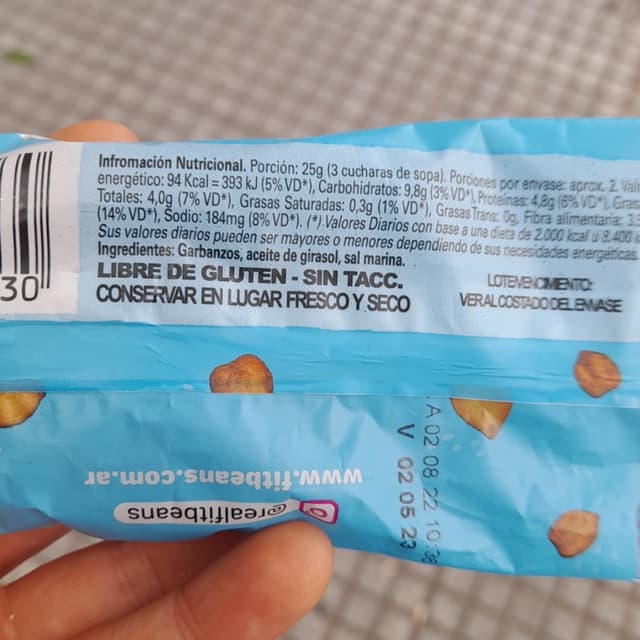 Infromación Nutricional. Porción: 25g (3 cucharas de sopa). Porciones por envase: aprox. 2.
energético: 94 Kcal = 393 kJ (5% VD*), Carbohidratos: 9,8g (3% VD*), Proteínas: 4,8g (6% VD*),
Totales: 4,0g (7% VD*), Grasas Saturadas: 0,3g (1% VD*), Grasas Trans: 0g, Fibra alimentaria:
(14% VD*), Sodio: 184mg (8% VD*). (*) Valores Diarios con base a una dieta de 2.000 kcal u 8.400
Sus valores diarios pueden ser mayores o menores dependiendo de sus necesidades energéticas.
Ingredientes: Garbanzos, aceite de girasol, sal marina.
LIBRE DE GLUTEN - SIN TACC.
CONSERVAR EN LUGAR FRESCO Y SECO
LOTE/VENCIMIENTO:
VER AL COSTADO DEL ENVASE
30
A 02 08 22 10
V 02 05 23
www.fitbeans.com.ar
@realfitbeans